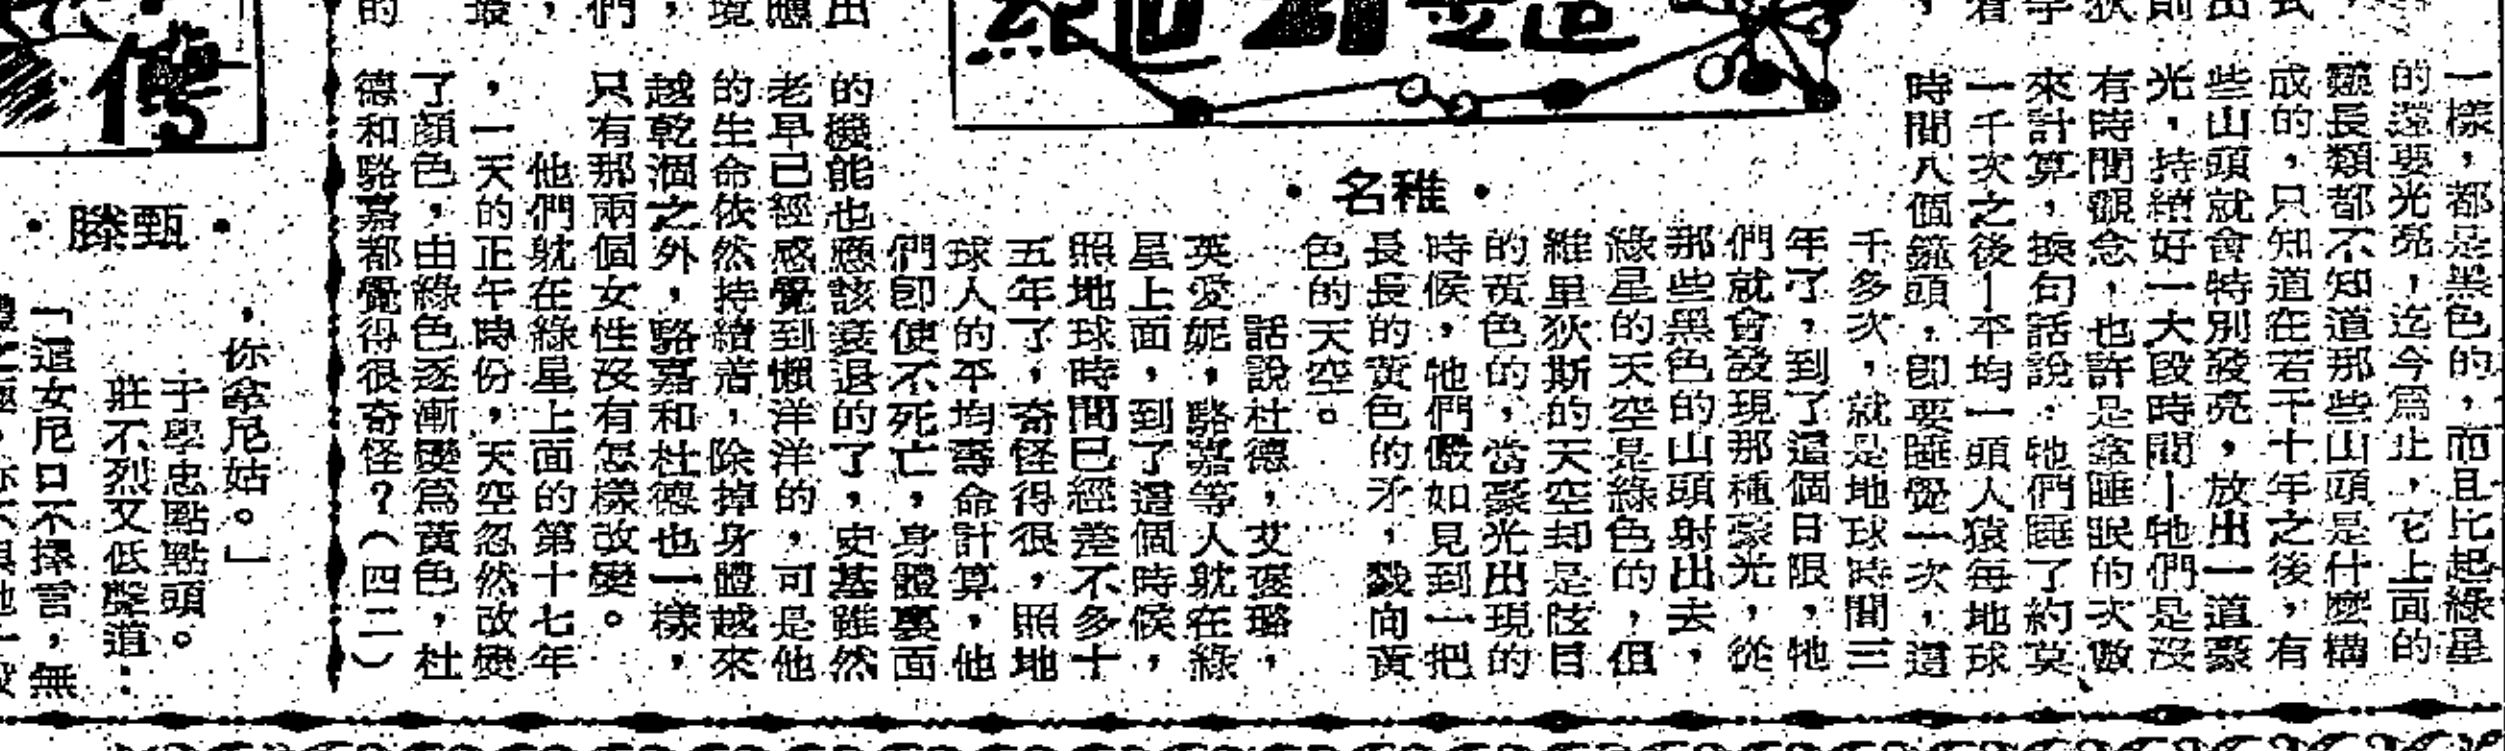 一樣，都是黑色的，而且比起綠星
的還要光亮，迄今爲止，它上面的
靈長類都不知道那些山頭是什麼構
成的，只知道在若干十年之後，有
些山頭就會特別發亮，放出一道豪
光，持續好一大段時間—牠們是沒
有時間觀念，也許是拿睡眠的次數
來計算，換句話說：牠們睡了約莫
一千次之後—平均一頭人猿每地球
時間八個鐘頭，卽要睡覺一次，這
千多次，就是地球時間三
年了，到了這個日限，牠
們就會發現那種豪光，從
那些黑色的山頭射出去，
綠星的天空是綠色的，但
維里狄斯的天空却是眩目
的黃色的，當豪光出現的
時候，牠們儼如見到一把
長長的黃色的矛，戮向黃
色的天空。
話說杜德，艾
英愛妮，駱嘉等人躭在綠
星上面，到了這個時候，
照地球時間已經差不多十
五年了，奇怪得很，照地
球人的平均壽命計算，他
們卽使不死亡，身體裏面
的機能也應該衰退的了，史基雖然
老早已經感覺到懶洋洋的，可是他
的生命依然持續着，除掉身體越來
越乾涸之外，駱嘉和杜德也一樣，
只有那兩個女性沒有怎樣改變。
他們躭在綠星上面的第十七年
，一天的正午時份，天空忽然改變
了顏色，由綠色逐漸變爲黃色，杜
德和駱嘉都覺得很奇怪？（四二）
・稚名・
傳
・甄滕・
，你拿尼姑。」
于學忠點點頭。
莊不烈又低聲道：
「這女尼口不擇言，無